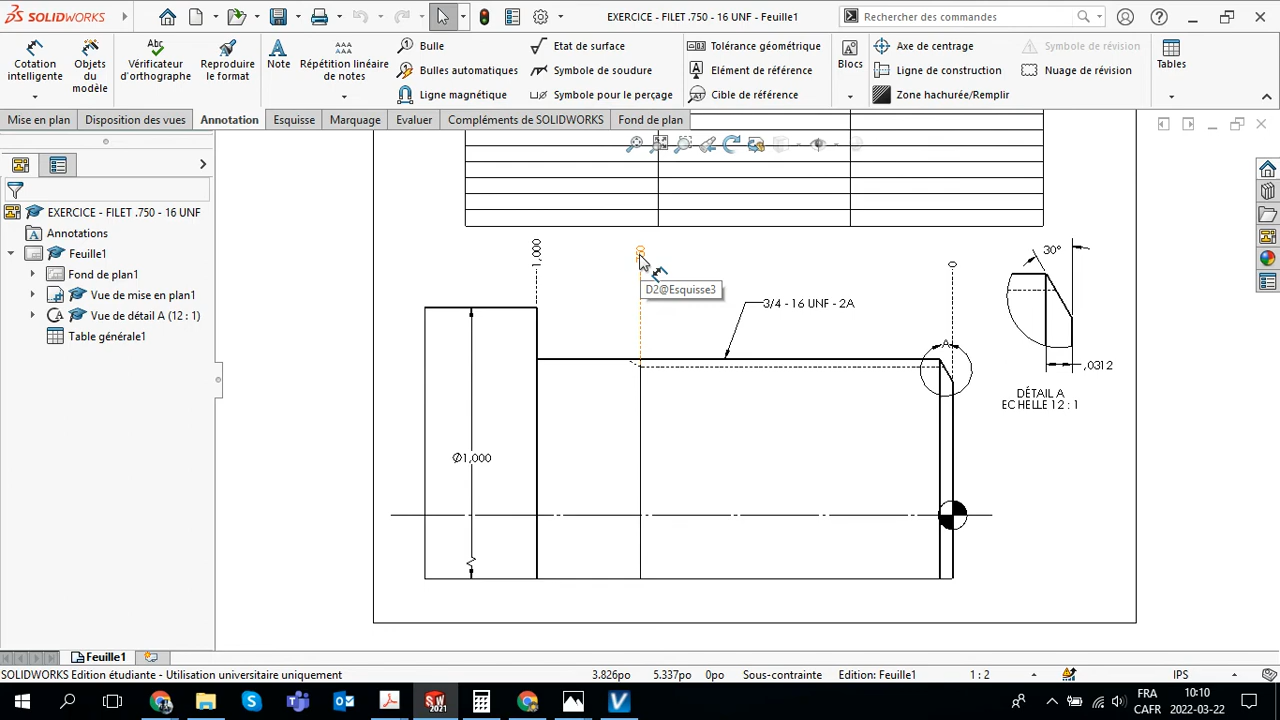 SOLIDWORKS
EXERCICE - FILET .750 - 16 UNF - Feuille1
Rechercher des commandes
Cotation intelligente
Objets du modèle
Vérificateur d'orthographe
Reproduire le format
Note
Répétition linéaire de notes
Bulle
Bulles automatiques
Ligne magnétique
Etat de surface
Symbole de soudure
Symbole pour le perçage
Tolérance géométrique
Elément de référence
Cible de référence
Blocs
Axe de centrage
Ligne de construction
Zone hachurée/Remplir
Symbole de révision
Nuage de révision
Tables
Mise en plan
Disposition des vues
Annotation
Esquisse
Marquage
Evaluer
Compléments de SOLIDWORKS
Fond de plan
EXERCICE - FILET .750 - 16 UNF
Annotations
Feuille1
Fond de plan1
Vue de mise en plan1
Vue de détail A (12 : 1)
Table générale1
1,000
D2@Esquisse3
3/4 - 16 UNF - 2A
0
30°
A
,0312
DÉTAIL A
ECHELLE 12 : 1
Ø1,000
Feuille1
SOLIDWORKS Edition étudiante - Utilisation universitaire uniquement
3.826po
5.337po
0po
Sous-contrainte
Edition: Feuille1
1 : 2
IPS
FRA
CAFR
10:10
2022-03-22